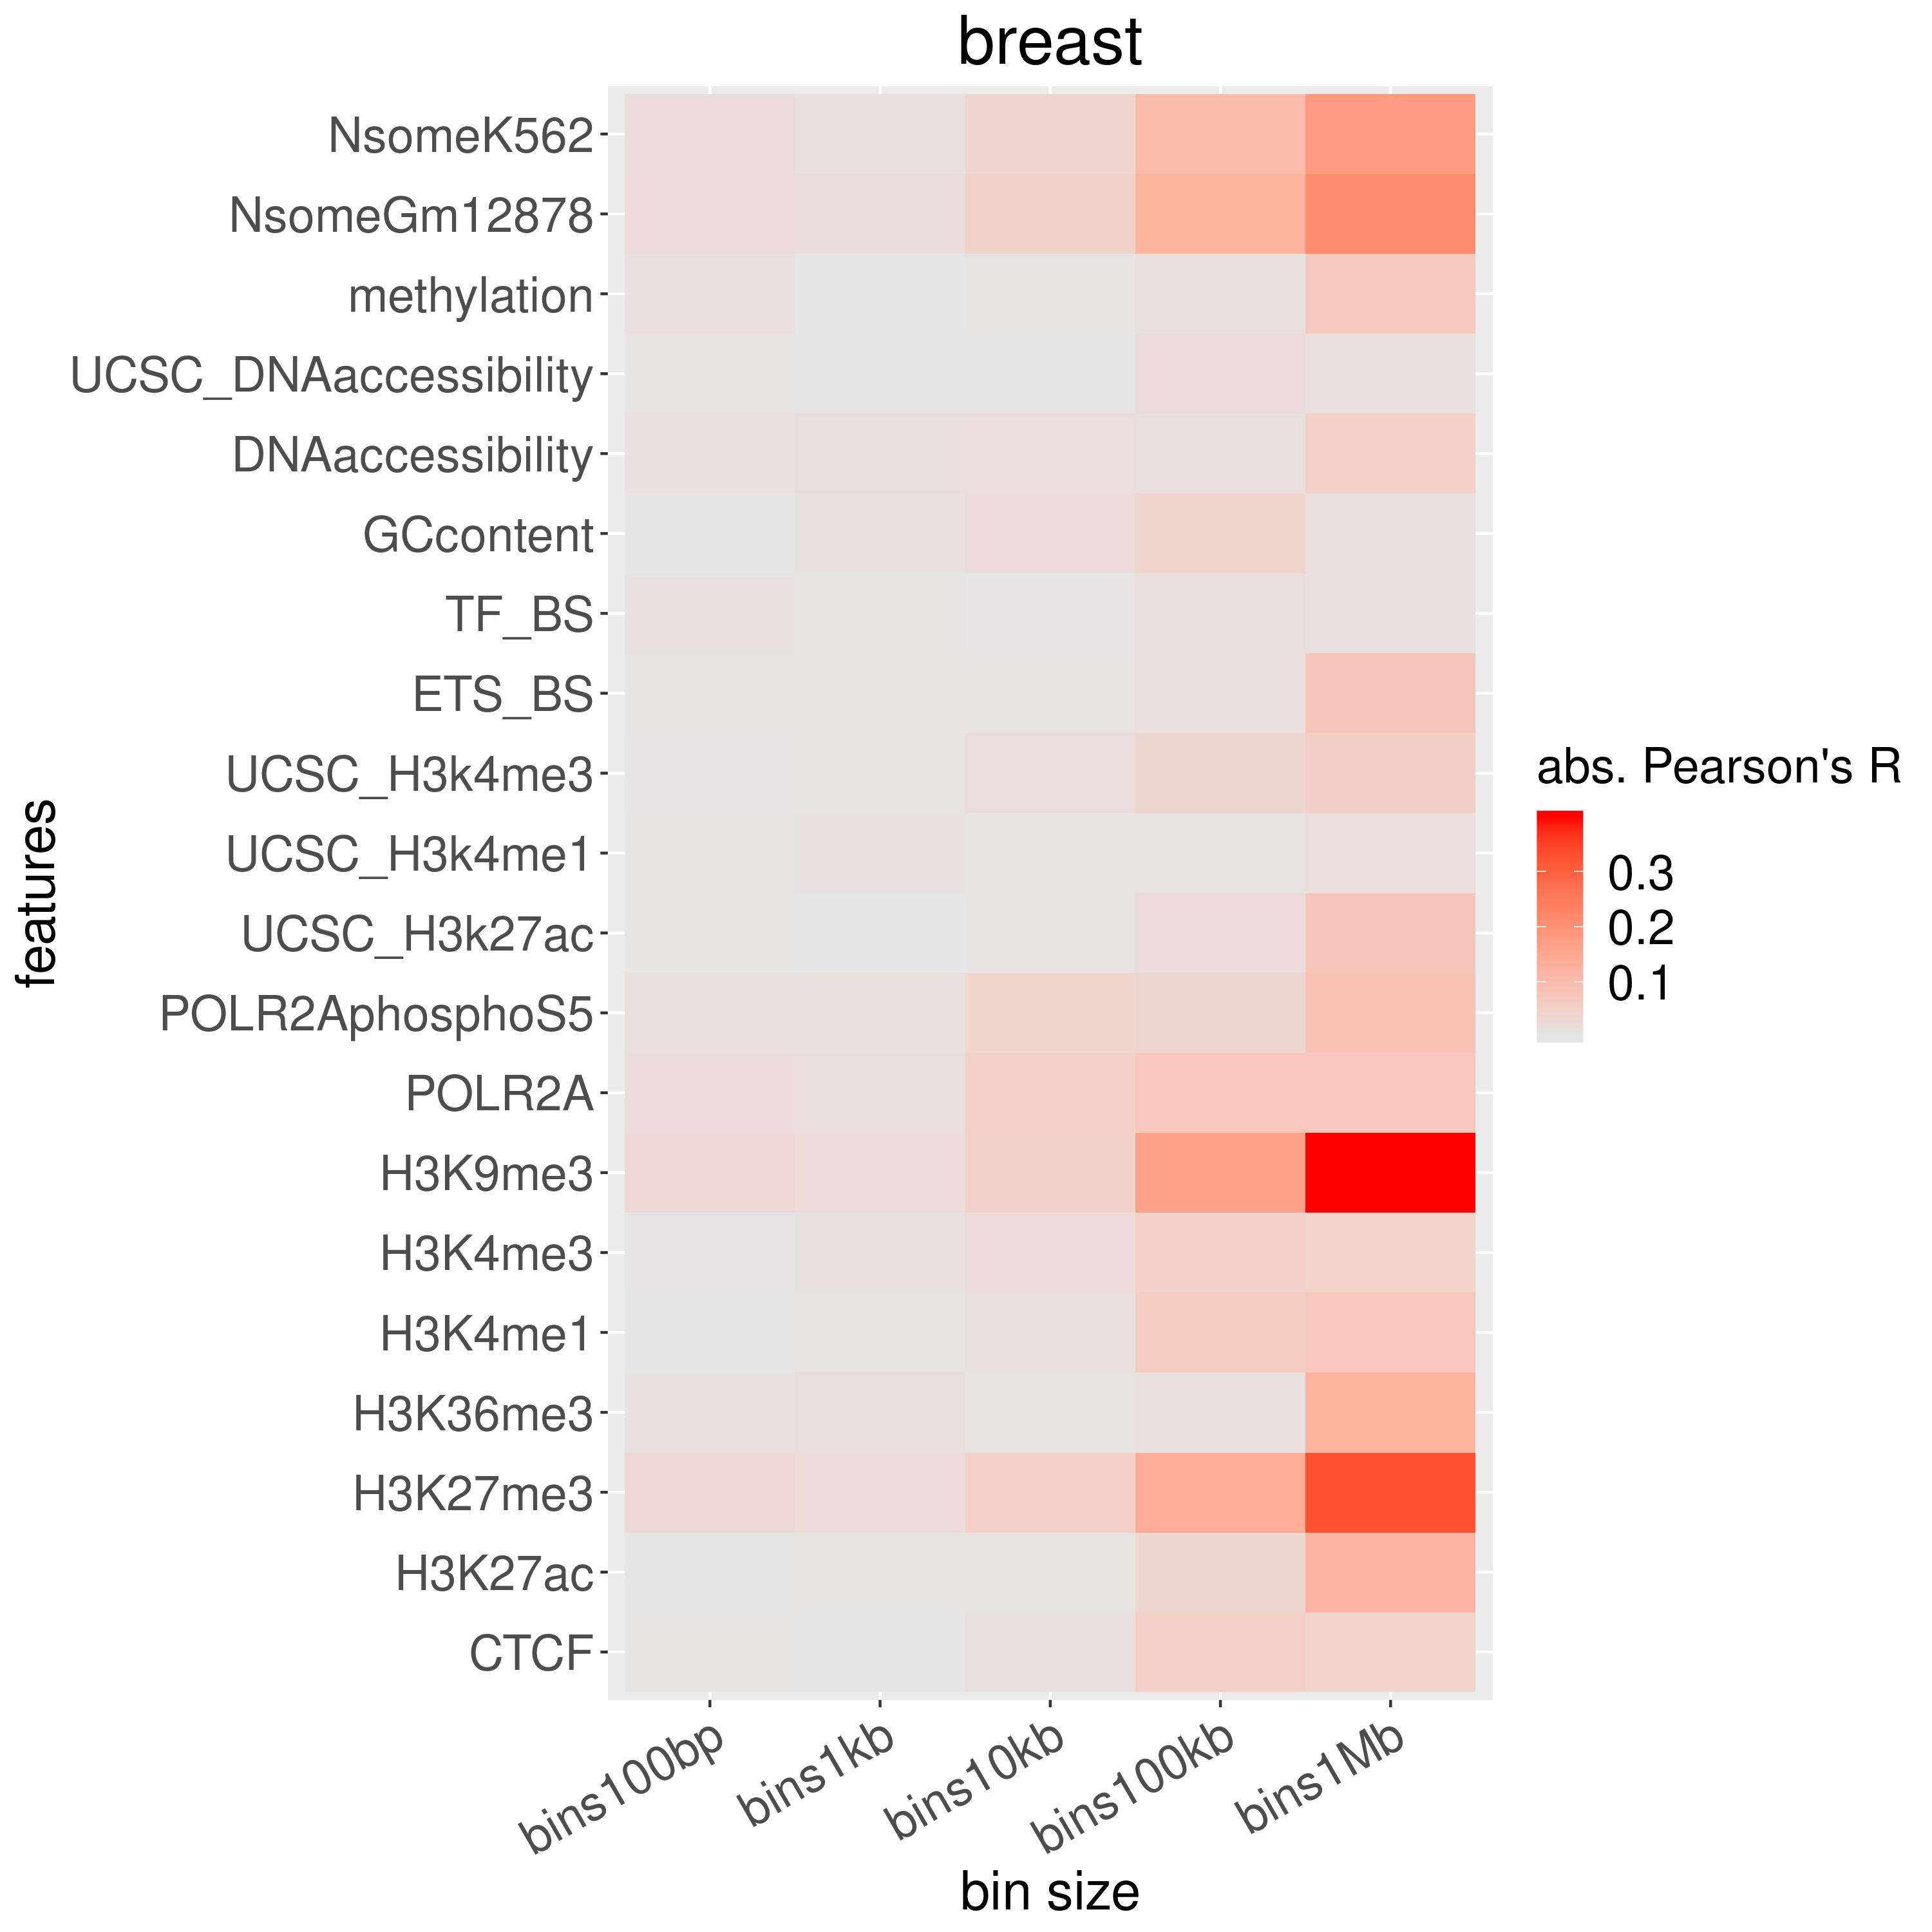 breast
features
NsomeK562
NsomeGm12878
methylation
UCSC_DNAaccessibility
DNAaccessibility
GCcontent
TF_BS
ETS_BS
UCSC_H3k4me3
UCSC_H3k4me1
UCSC_H3k27ac
POLR2AphosphoS5
POLR2A
H3K9me3
H3K4me3
H3K4me1
H3K36me3
H3K27me3
H3K27ac
CTCF
bins100bp
bins1kb
bins10kb
bins100kb
bins1Mb
bin size
abs. Pearson's R
0.3
0.2
0.1